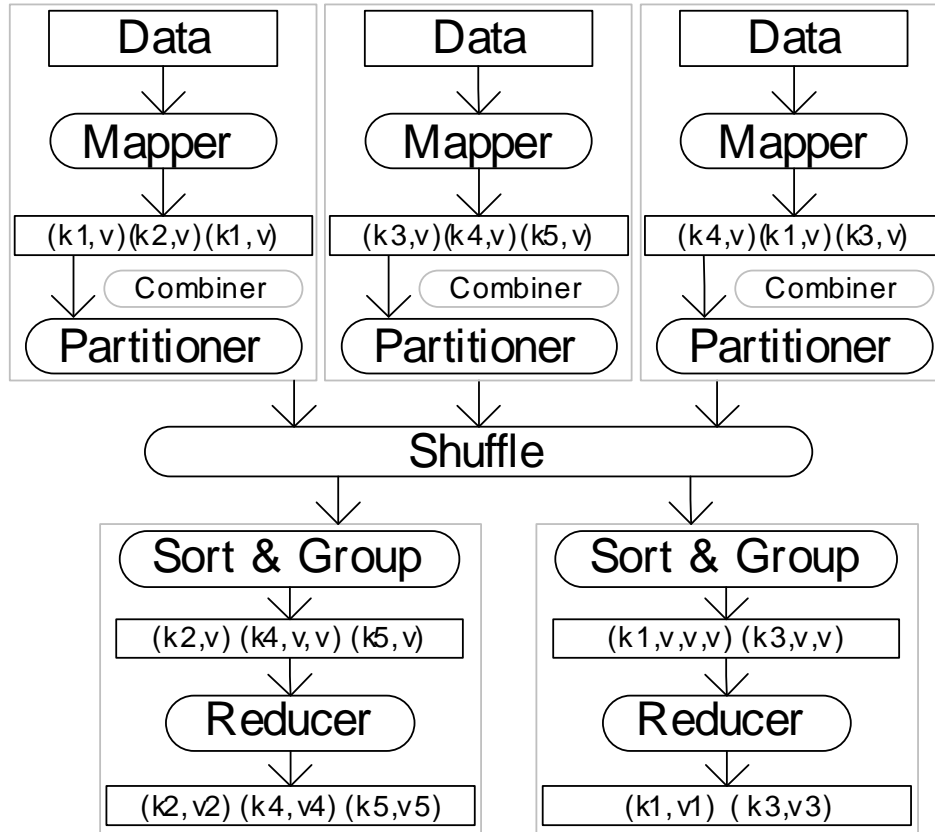 Data Data Data
Mapper Mapper Mapper
(k1,v)(k2,v)(k1,v) (k3,v)(k4,v)(k5,v) (k4,v)(k1,v)(k3,v)
Combiner Combiner Combiner
Partitioner Partitioner Partitioner
Shuffle
Sort & Group Sort & Group
(k2,v) (k4,v,v) (k5,v) (k1,v,v,v) (k3,v,v)
Reducer Reducer
(k2,v2) (k4,v4) (k5,v5) (k1,v1) (k3,v3)